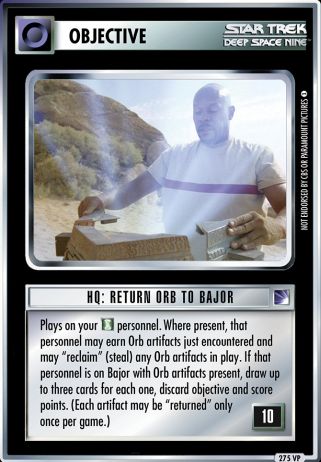 OBJECTIVE
STAR TREK
DEEP SPACE NINE
NOT ENDORSED BY CBS OR PARAMOUNT PICTURES
HQ: RETURN ORB TO BAJOR
Plays on your personnel. Where present, that
personnel may earn Orb artifacts just encountered and
may "reclaim" (steal) any Orb artifacts in play. If that
personnel is on Bajor with Orb artifacts present, draw up
to three cards for each one, discard objective and score
points. (Each artifact may be "returned" only
once per game.)
10
275 VP